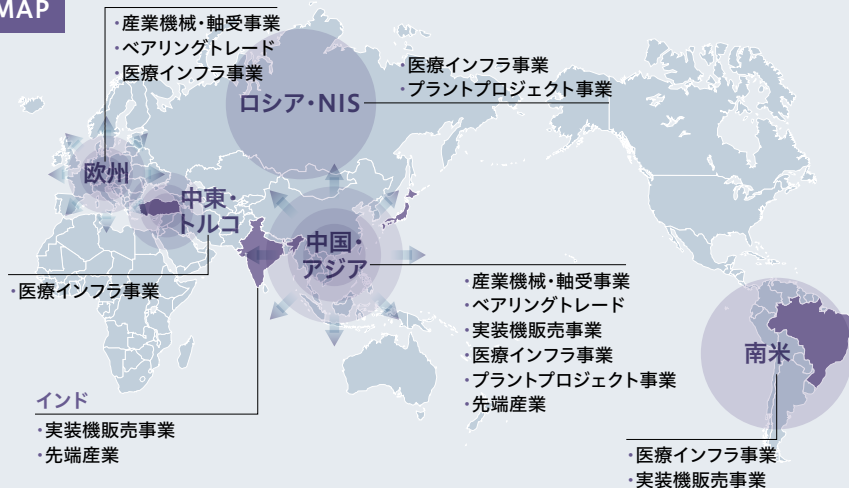 MAP
・産業機械・軸受事業
・ベアリングトレード
・医療インフラ事業
・医療インフラ事業
・プラントプロジェクト事業
ロシア・NIS
欧州
中東・
トルコ
中国・
アジア
・医療インフラ事業
・産業機械・軸受事業
・ベアリングトレード
・実装機販売事業
・医療インフラ事業
・プラントプロジェクト事業
・先端産業
南米
インド
・実装機販売事業
・先端産業
・医療インフラ事業
・実装機販売事業